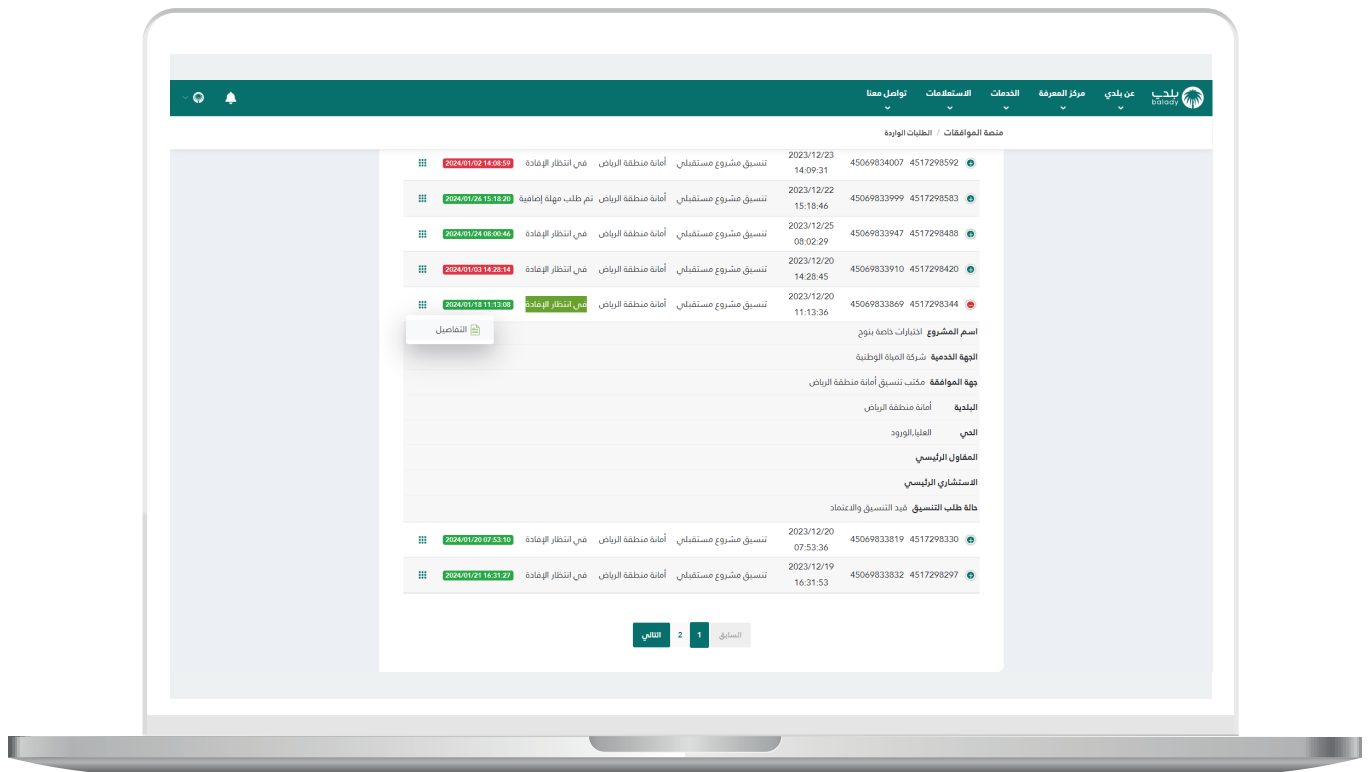 بلدي
balady
عن بلدي مركز المعرفة الخدمات الاستعلامات تواصل معنا
منصة الموافقات / الطلبات الواردة
4517298592 45069834007 2023/12/23 14:09:31 تنسيق مشروع مستقبلي أمانة منطقة الرياض في انتظار الإفادة 2024/01/02 14:08:59
4517298583 45069833999 2023/12/22 15:18:46 تنسيق مشروع مستقبلي أمانة منطقة الرياض تم طلب مهلة إضافية 2024/01/26 15:18:20
4517298488 45069833947 2023/12/25 08:02:29 تنسيق مشروع مستقبلي أمانة منطقة الرياض في انتظار الإفادة 2024/01/24 08:00:46
4517298420 45069833910 2023/12/20 14:28:45 تنسيق مشروع مستقبلي أمانة منطقة الرياض في انتظار الإفادة 2024/01/03 14:28:14
4517298344 45069833869 2023/12/20 11:13:36 تنسيق مشروع مستقبلي أمانة منطقة الرياض في انتظار الإفادة 2024/01/18 11:13:08
التفاصيل
اسم المشروع اختبارات خاصة بنوح
الجهة الخدمية شركة المياة الوطنية
جهة الموافقة مكتب تنسيق أمانة منطقة الرياض
البلدية أمانة منطقة الرياض
الحي العليا,الورود
المقاول الرئيسي
الاستشاري الرئيسي
حالة طلب التنسيق قيد التنسيق والاعتماد
4517298330 45069833819 2023/12/20 07:53:36 تنسيق مشروع مستقبلي أمانة منطقة الرياض في انتظار الإفادة 2024/01/20 07:53:10
4517298297 45069833832 2023/12/19 16:31:53 تنسيق مشروع مستقبلي أمانة منطقة الرياض في انتظار الإفادة 2024/01/21 16:31:27
السابق 1 2 التالي